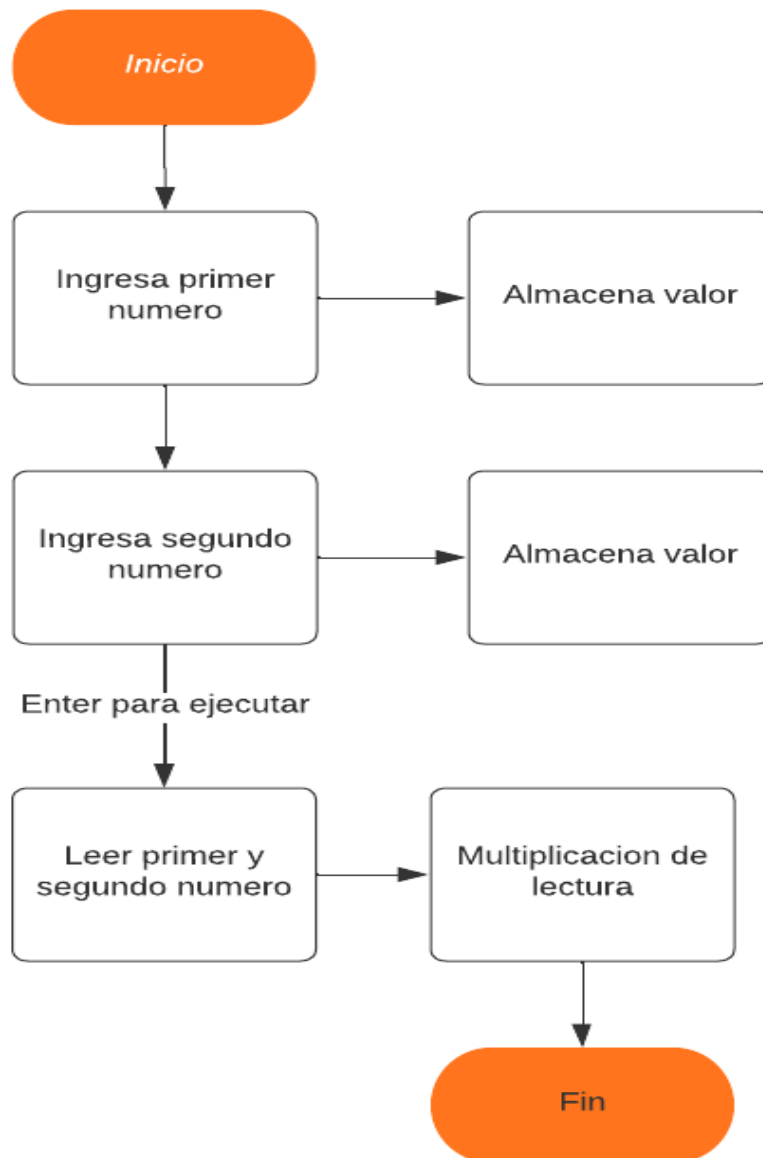 Inicio
Ingresa primer
numero
Almacena valor
Ingresa segundo
numero
Almacena valor
Enter para ejecutar
Leer primer y
segundo numero
Multiplicacion de
lectura
Fin